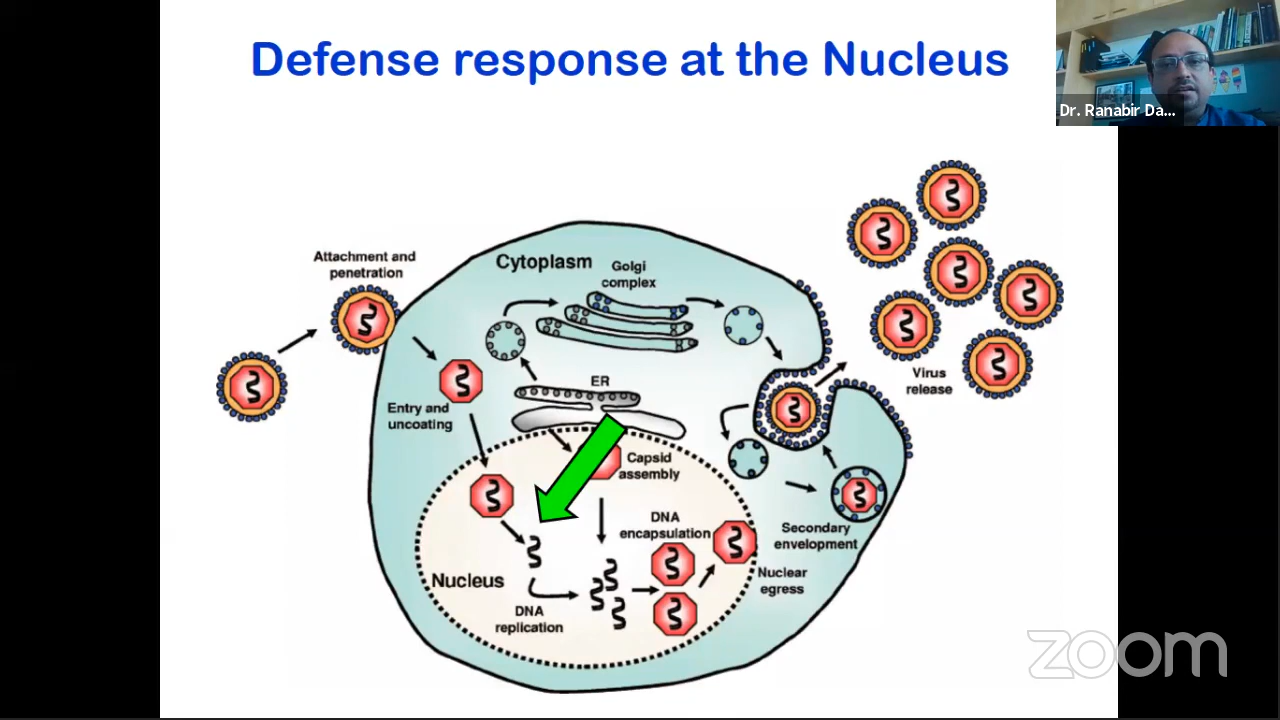 Defense response at the Nucleus
Dr. Ranabir Da...
Attachment and
penetration
Cytoplasm
Golgi
complex
ER
Entry and
uncoating
Virus
release
Capsid
assembly
DNA
encapsulation
Secondary
envelopment
Nucleus
Nuclear
egress
DNA
replication
zoom